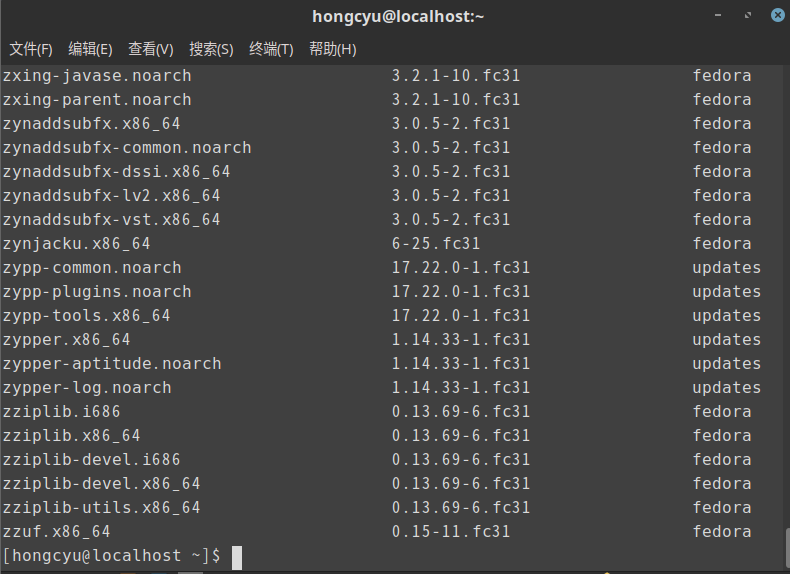 hongcyu@localhost:~
文件(F) 编辑(E) 查看(V) 搜索(S) 终端(T) 帮助(H)
zxing-javase.noarch 3.2.1-10.fc31 fedora
zxing-parent.noarch 3.2.1-10.fc31 fedora
zynaddsubfx.x86_64 3.0.5-2.fc31 fedora
zynaddsubfx-common.noarch 3.0.5-2.fc31 fedora
zynaddsubfx-dssi.x86_64 3.0.5-2.fc31 fedora
zynaddsubfx-lv2.x86_64 3.0.5-2.fc31 fedora
zynaddsubfx-vst.x86_64 3.0.5-2.fc31 fedora
zynjacku.x86_64 6-25.fc31 fedora
zypp-common.noarch 17.22.0-1.fc31 updates
zypp-plugins.noarch 17.22.0-1.fc31 updates
zypp-tools.x86_64 17.22.0-1.fc31 updates
zypper.x86_64 1.14.33-1.fc31 updates
zypper-aptitude.noarch 1.14.33-1.fc31 updates
zypper-log.noarch 1.14.33-1.fc31 updates
zziplib.i686 0.13.69-6.fc31 fedora
zziplib.x86_64 0.13.69-6.fc31 fedora
zziplib-devel.i686 0.13.69-6.fc31 fedora
zziplib-devel.x86_64 0.13.69-6.fc31 fedora
zziplib-utils.x86_64 0.13.69-6.fc31 fedora
zzuf.x86_64 0.15-11.fc31 fedora
[hongcyu@localhost ~]$